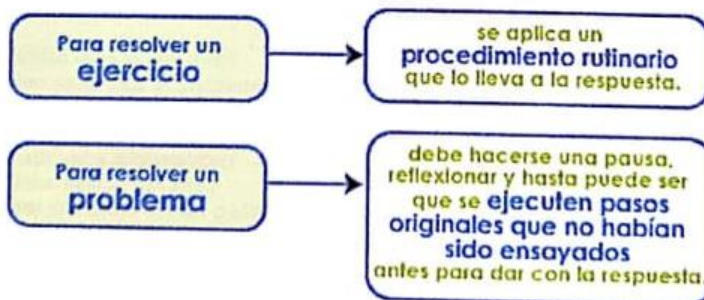 Para resolver un
ejercicio
se aplica un
procedimiento rutinario
que lo lleva a la respuesta.
Para resolver un
problema
debe hacerse una pausa,
reflexionar y hasta puede ser
que se ejecuten pasos
originales que no habían
sido ensayados
antes para dar con la respuesta.